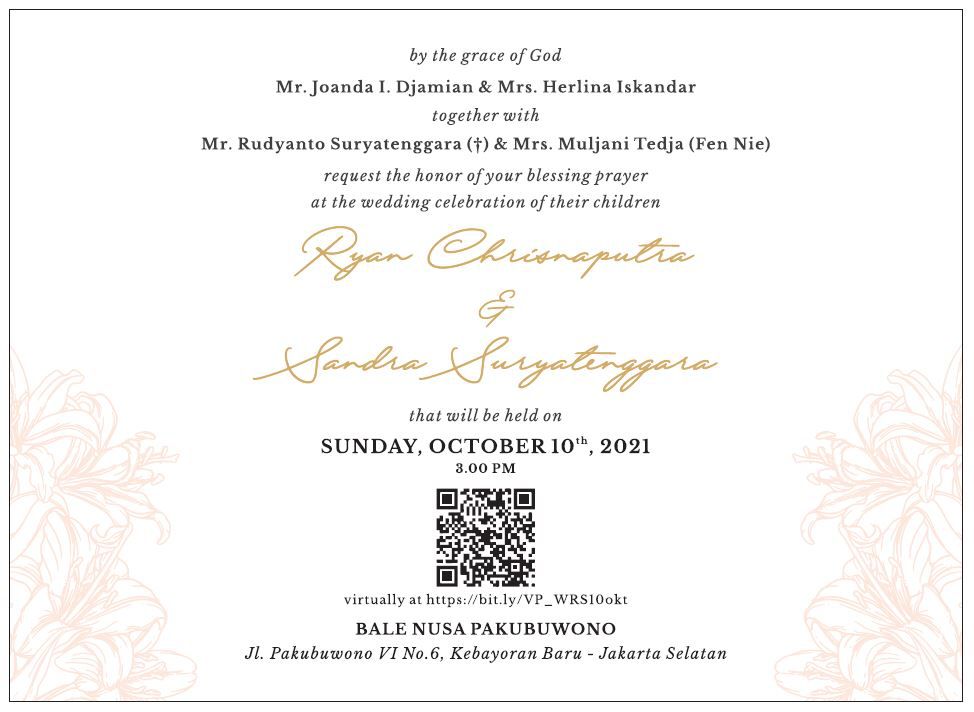 by the grace of God
Mr. Joanda I. Djamian & Mrs. Herlina Iskandar
together with
Mr. Rudyanto Suryatenggara (†) & Mrs. Muljani Tedja (Fen Nie)
request the honor of your blessing prayer
at the wedding celebration of their children
Ryan Chrisnaputra
&
Sandra Suryatenggara
that will be held on
SUNDAY, OCTOBER 10th, 2021
3.00 PM
virtually at https://bit.ly/VP_WRS10okt
BALE NUSA PAKUBUWONO
Jl. Pakubuwono VI No.6, Kebayoran Baru - Jakarta Selatan